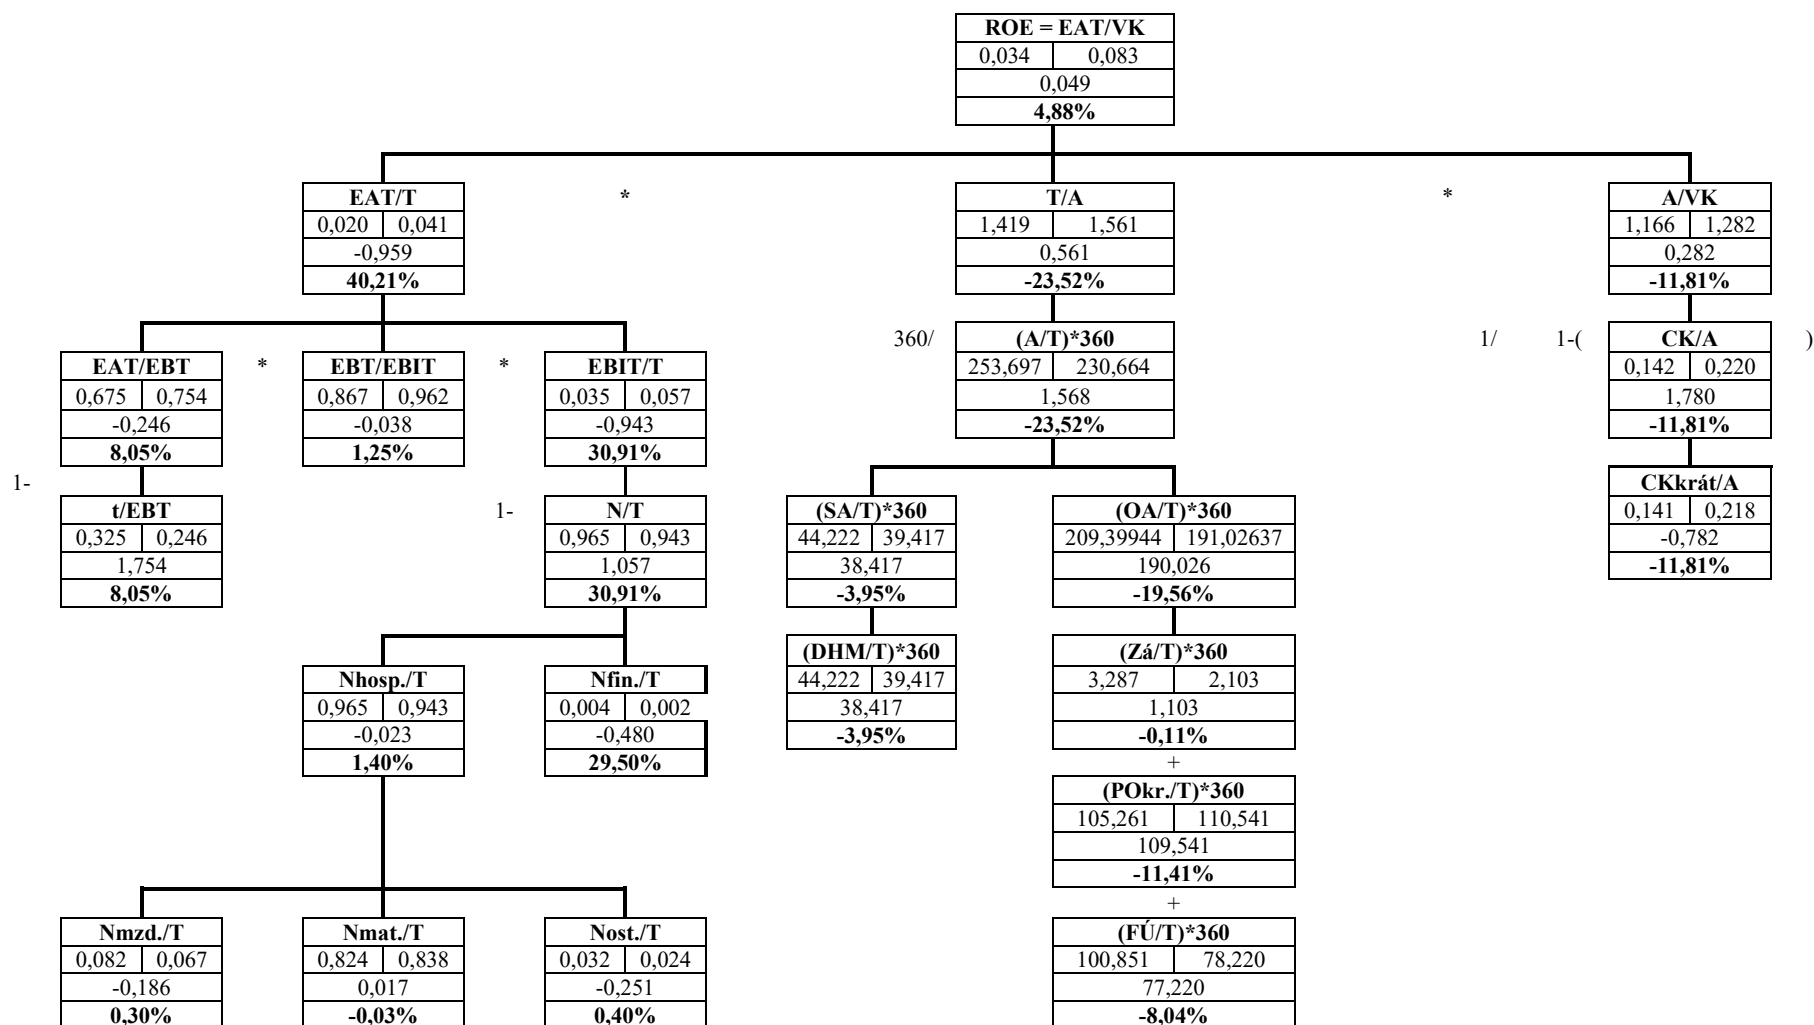 ROE = EAT/VK
0,034 0,083
0,049
4,88%
EAT/T * T/A * A/VK
0,020 0,041 1,419 1,561 1,166 1,282
-0,959 0,561 0,282
40,21% -23,52% -11,81%
360/ (A/T)*360 1/ 1-( CK/A )
EAT/EBT * EBT/EBIT * EBIT/T 253,697 230,664 0,142 0,220
0,675 0,754 0,867 0,962 0,035 0,057 1,568 1,780
-0,246 -0,038 -0,943 -23,52% -11,81%
8,05% 1,25% 30,91%
1- CKkrát/A
t/EBT 1- N/T (SA/T)*360 (OA/T)*360 0,141 0,218
0,325 0,246 0,965 0,943 44,222 39,417 209,39944 191,02637 -0,782
1,754 1,057 38,417 190,026 -11,81%
8,05% 30,91% -3,95% -19,56%
(DHM/T)*360 (Zá/T)*360
Nhosp./T Nfin./T 44,222 39,417 3,287 2,103
0,965 0,943 0,004 0,002 38,417 1,103
-0,023 -0,480 -3,95% -0,11%
1,40% 29,50% +
(POkr./T)*360
105,261 110,541
109,541
-11,41%
+
Nmzd./T Nmat./T Nost./T (FÚ/T)*360
0,082 0,067 0,824 0,838 0,032 0,024 100,851 78,220
-0,186 0,017 -0,251 77,220
0,30% -0,03% 0,40% -8,04%